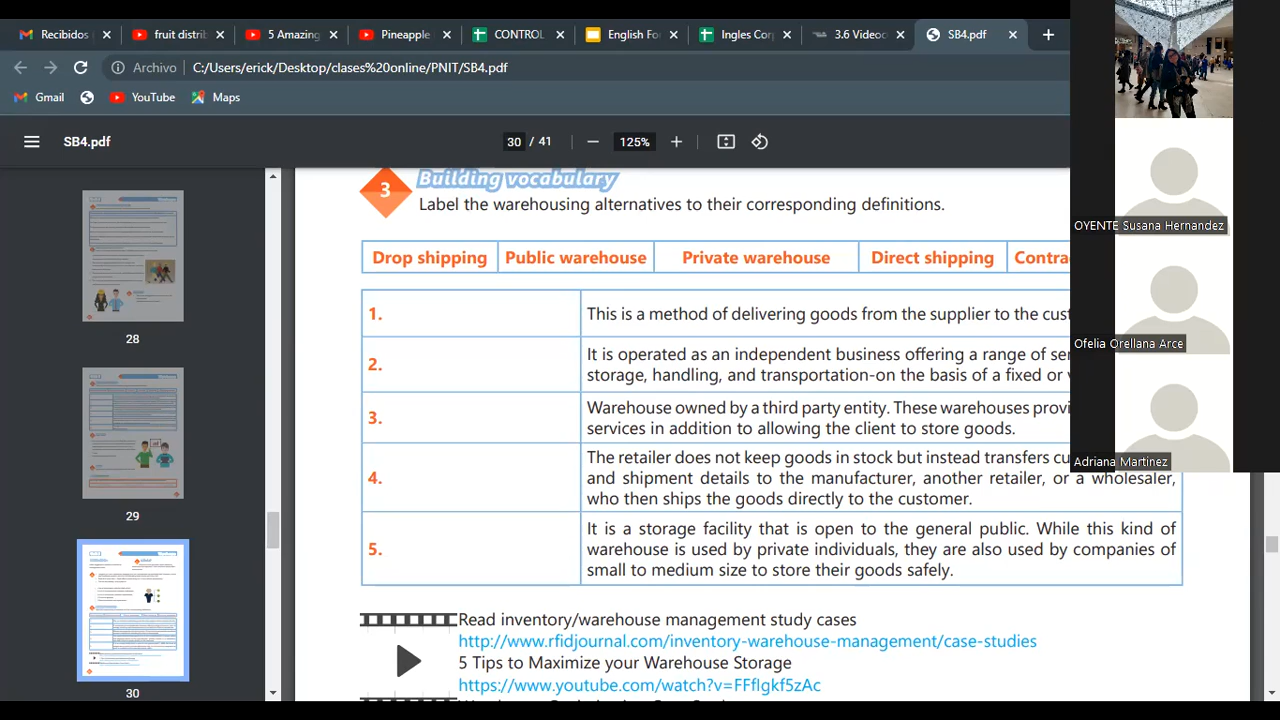 Recibidos
fruit distrib
5 Amazing
Pineapple
CONTROL
English Fo
Ingles Cor
3.6 Videoc
SB4.pdf
Archivo C:/Users/erick/Desktop/clases%20online/PNIT/SB4.pdf
Gmail YouTube Maps
SB4.pdf 30 / 41 125%
28
29
30
3 Building vocabulary
Label the warehousing alternatives to their corresponding definitions.
Drop shipping Public warehouse Private warehouse Direct shipping Contra
1. This is a method of delivering goods from the supplier to the cust
2. It is operated as an independent business offering a range of ser
storage, handling, and transportation-on the basis of a fixed or v
3. Warehouse owned by a third party entity. These warehouses provi
services in addition to allowing the client to store goods.
4. The retailer does not keep goods in stock but instead transfers cu
and shipment details to the manufacturer, another retailer, or a wholesaler,
who then ships the goods directly to the customer.
5. It is a storage facility that is open to the general public. While this kind of
warehouse is used by private individuals, they are also used by companies of
small to medium size to store their goods safely.
Read inventory warehouse management study cases
/inventory-warehouse-management/case-studies
5 Tips to Maximize your Warehouse Storage
https://www.youtube.com/watch?v=FFflgkf5zAc
OYENTE Susana Hernandez
Ofelia Orellana Arce
Adriana Martinez